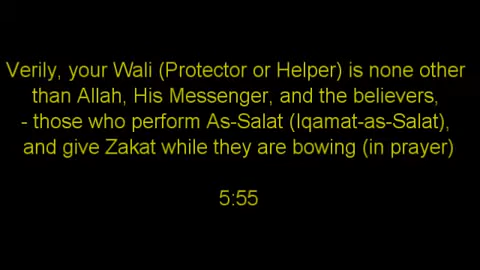 Verily, your Wali (Protector or Helper) is none other
than Allah, His Messenger, and the believers,
- those who perform As-Salat (Iqamat-as-Salat),
and give Zakat while they are bowing (in prayer)
5:55